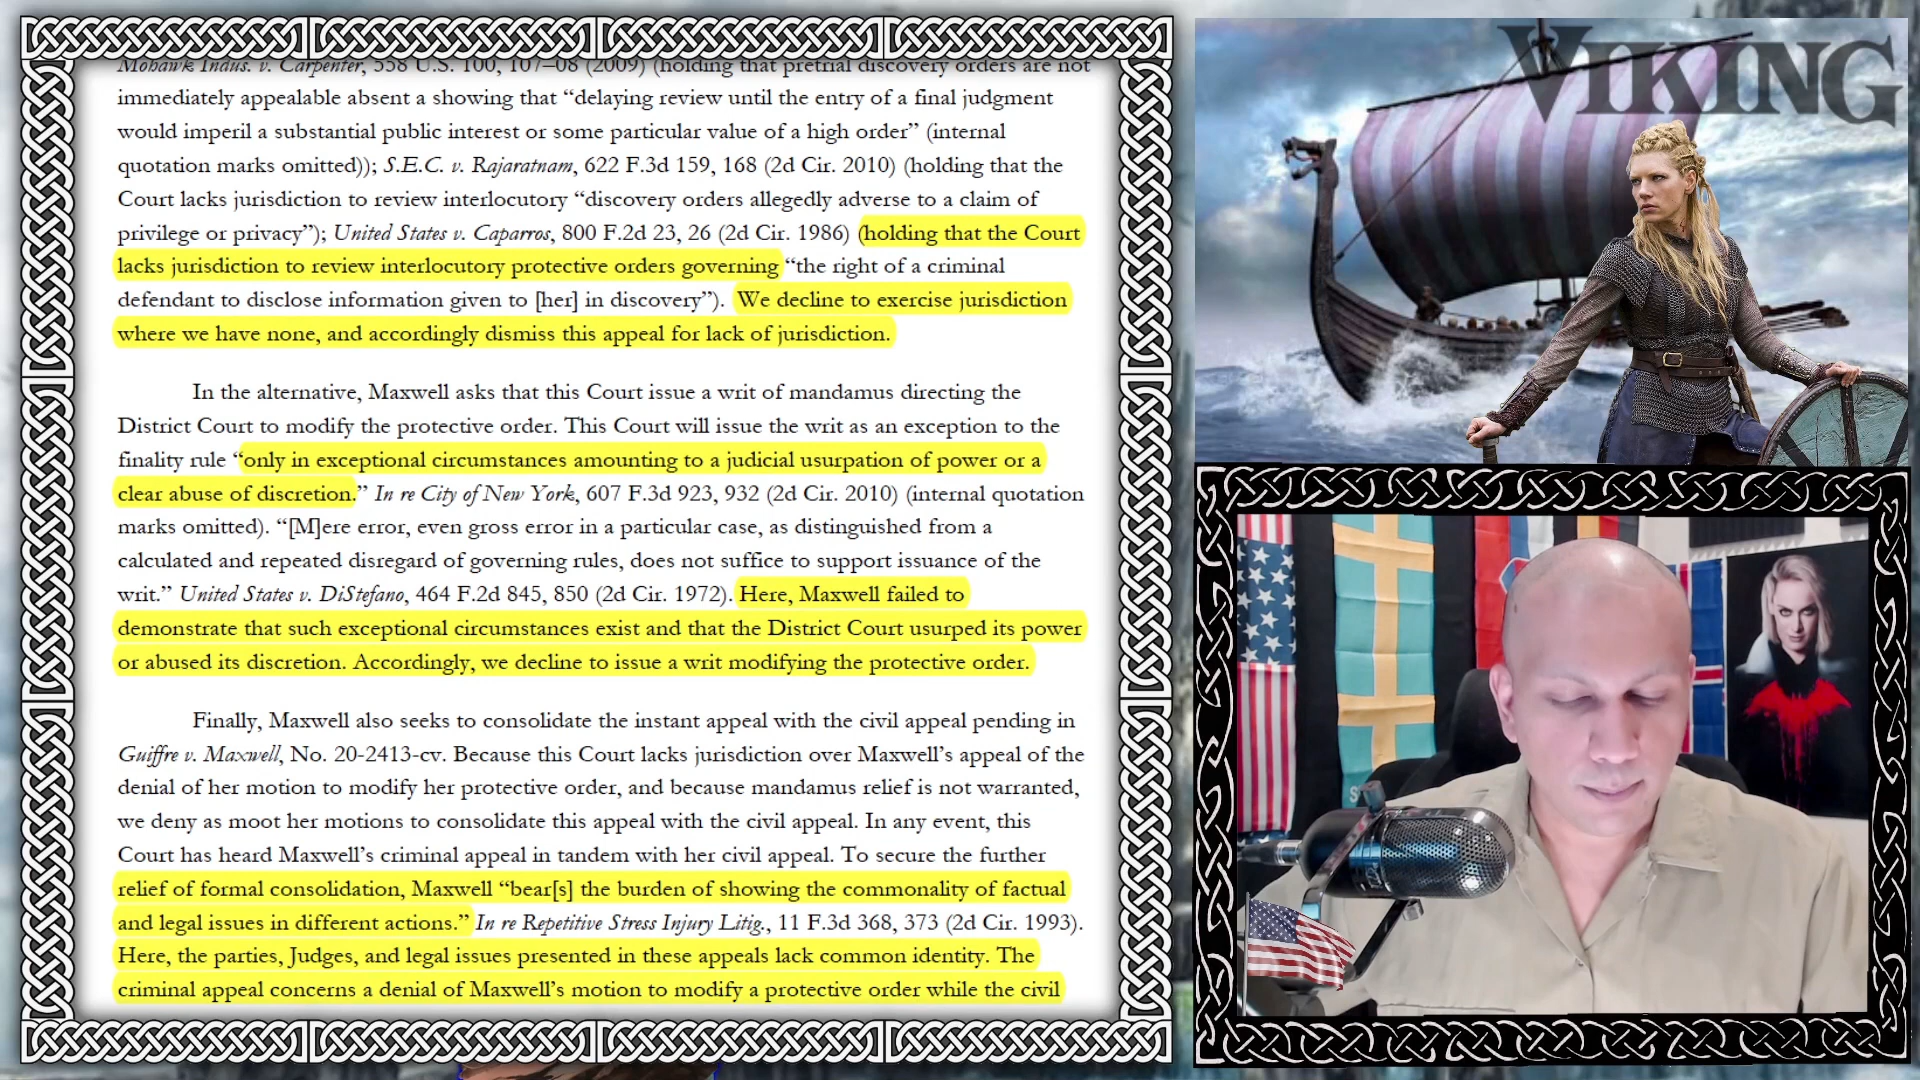 Mohawk Indus. v. Carpenter, 558 U.S. 100, 107–08 (2009) (holding that pretrial discovery orders are not
immediately appealable absent a showing that “delaying review until the entry of a final judgment
would imperil a substantial public interest or some particular value of a high order” (internal
quotation marks omitted)); S.E.C. v. Rajaratnam, 622 F.3d 159, 168 (2d Cir. 2010) (holding that the
Court lacks jurisdiction to review interlocutory “discovery orders allegedly adverse to a claim of
privilege or privacy”); United States v. Caparros, 800 F.2d 23, 26 (2d Cir. 1986) (holding that the Court
lacks jurisdiction to review interlocutory protective orders governing “the right of a criminal
defendant to disclose information given to [her] in discovery”). We decline to exercise jurisdiction
where we have none, and accordingly dismiss this appeal for lack of jurisdiction.
In the alternative, Maxwell asks that this Court issue a writ of mandamus directing the
District Court to modify the protective order. This Court will issue the writ as an exception to the
finality rule “only in exceptional circumstances amounting to a judicial usurpation of power or a
clear abuse of discretion.” In re City of New York, 607 F.3d 923, 932 (2d Cir. 2010) (internal quotation
marks omitted). “[M]ere error, even gross error in a particular case, as distinguished from a
calculated and repeated disregard of governing rules, does not suffice to support issuance of the
writ.” United States v. DiStefano, 464 F.2d 845, 850 (2d Cir. 1972). Here, Maxwell failed to
demonstrate that such exceptional circumstances exist and that the District Court usurped its power
or abused its discretion. Accordingly, we decline to issue a writ modifying the protective order.
Finally, Maxwell also seeks to consolidate the instant appeal with the civil appeal pending in
Guiffre v. Maxwell, No. 20-2413-cv. Because this Court lacks jurisdiction over Maxwell’s appeal of the
denial of her motion to modify her protective order, and because mandamus relief is not warranted,
we deny as moot her motions to consolidate this appeal with the civil appeal. In any event, this
Court has heard Maxwell’s criminal appeal in tandem with her civil appeal. To secure the further
relief of formal consolidation, Maxwell “bear[s] the burden of showing the commonality of factual
and legal issues in different actions.” In re Repetitive Stress Injury Litig., 11 F.3d 368, 373 (2d Cir. 1993).
Here, the parties, Judges, and legal issues presented in these appeals lack common identity. The
criminal appeal concerns a denial of Maxwell’s motion to modify a protective order while the civil
VIKING